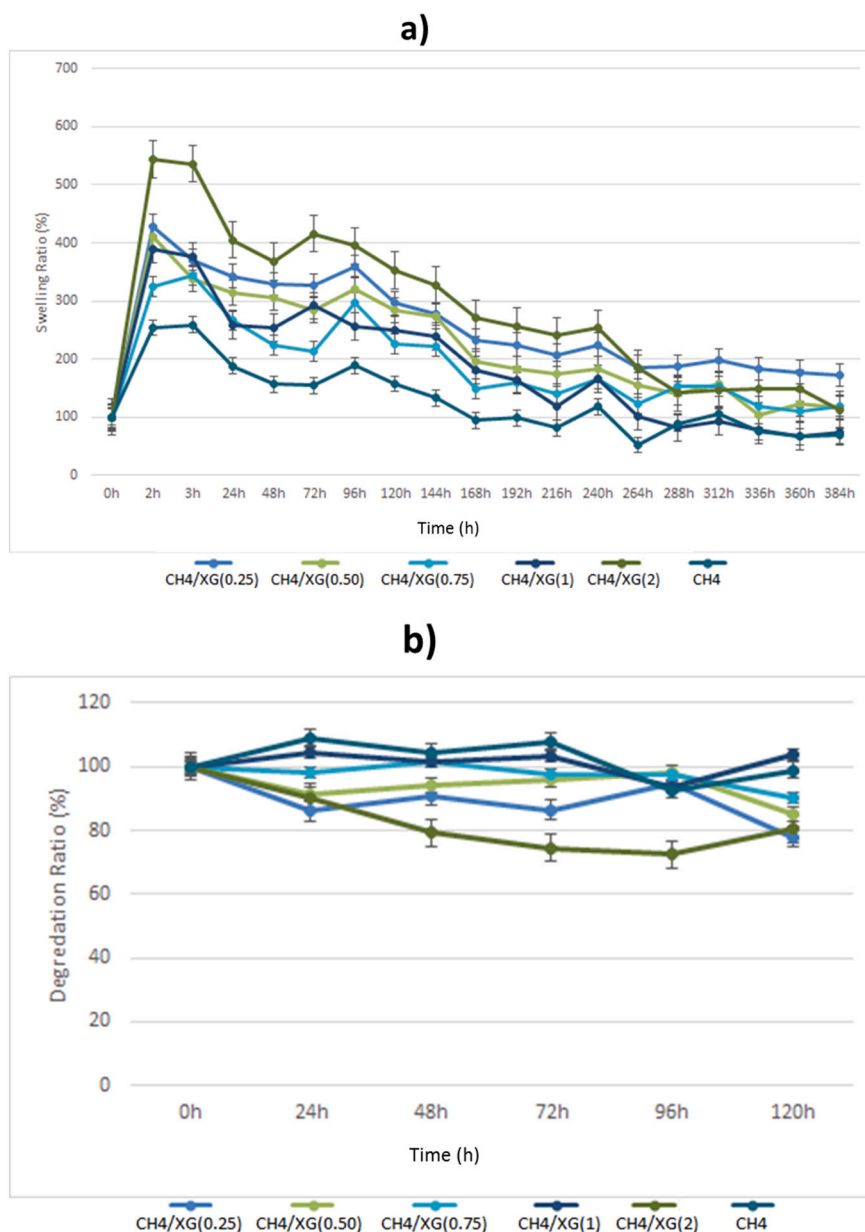 a)
700
600
500
400
300
200
100
0
Swelling Ratio (%)
0h 2h 3h 24h 48h 72h 96h 120h 144h 168h 192h 216h 240h 264h 288h 312h 336h 360h 384h
Time (h)
CH4/XG(0.25) CH4/XG(0.50) CH4/XG(0.75) CH4/XG(1) CH4/XG(2) CH4
b)
120
100
80
60
40
20
0
Degredation Ratio (%)
0h 24h 48h 72h 96h 120h
Time (h)
CH4/XG(0.25) CH4/XG(0.50) CH4/XG(0.75) CH4/XG(1) CH4/XG(2) CH4